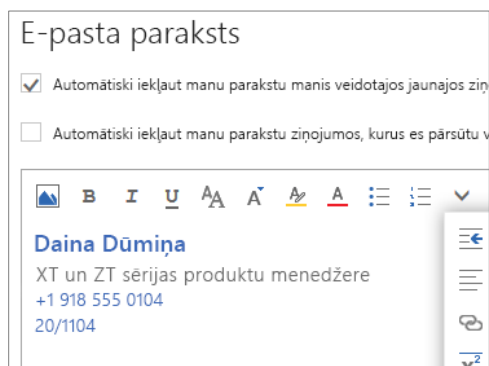 E-pasta paraksts
Automātiski iekļaut manu parakstu manis veidotajos jaunajos
Automātiski iekļaut manu parakstu ziņojumos, kurus es pārsūtu
B I U A A A A
Daina Dūmiņa
XT un ZT sērijas produktu menedžere
+1 918 555 0104
20/1104
x²